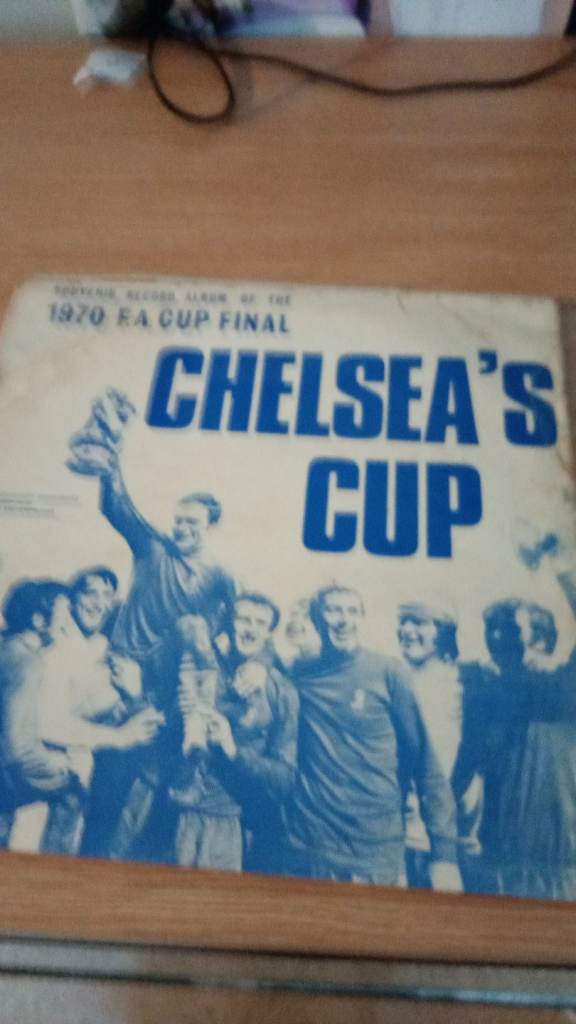 SOUVENIR RECORD ALBUM OF THE
1970 F.A. CUP FINAL
CHELSEA'S
CUP